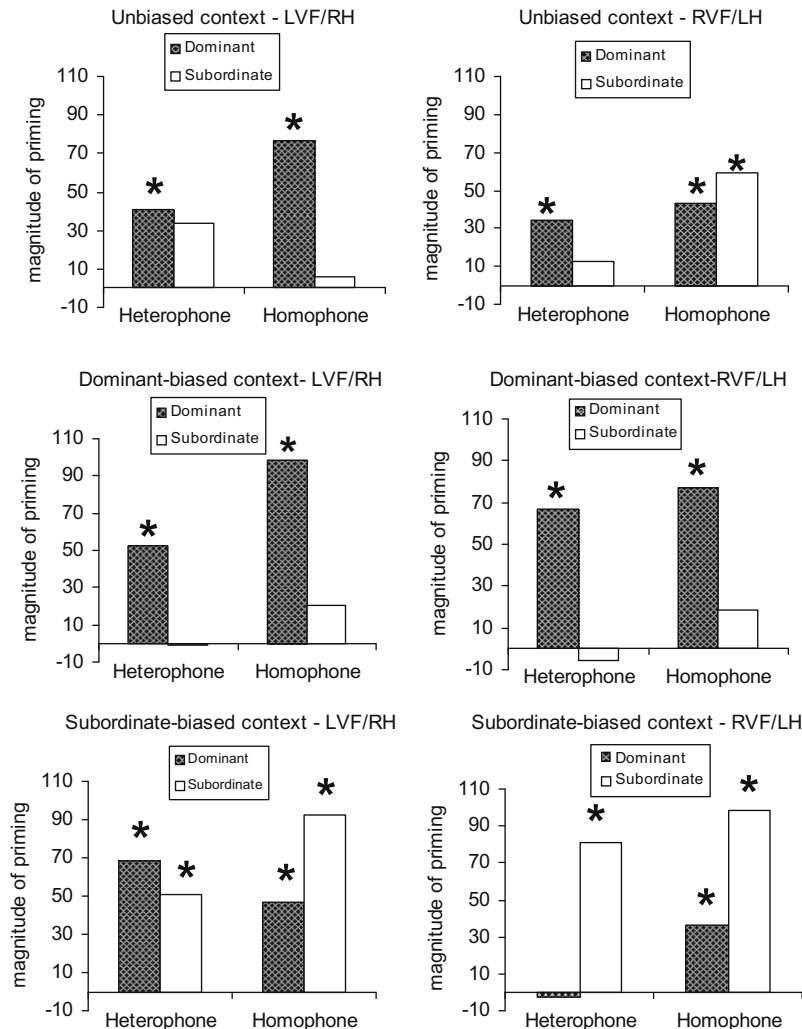 Unbiased context - LVF/RH
Dominant
Subordinate
magnitude of priming
110
90
70
50
30
10
-10
*
*
Heterophone
Homophone
Unbiased context - RVF/LH
Dominant
Subordinate
magnitude of priming
110
90
70
50
30
10
-10
*
*
*
Heterophone
Homophone
Dominant-biased context- LVF/RH
Dominant
Subordinate
magnitude of priming
110
90
70
50
30
10
-10
*
*
Heterophone
Homophone
Dominant-biased context-RVF/LH
Dominant
Subordinate
magnitude of priming
110
90
70
50
30
10
-10
*
*
Heterophone
Homophone
Subordinate-biased context - LVF/RH
Dominant
Subordinate
magnitude of priming
110
90
70
50
30
10
-10
*
*
*
*
Heterophone
Homophone
Subordinate-biased context - RVF/LH
Dominant
Subordinate
magnitude of priming
110
90
70
50
30
10
-10
*
*
*
Heterophone
Homophone